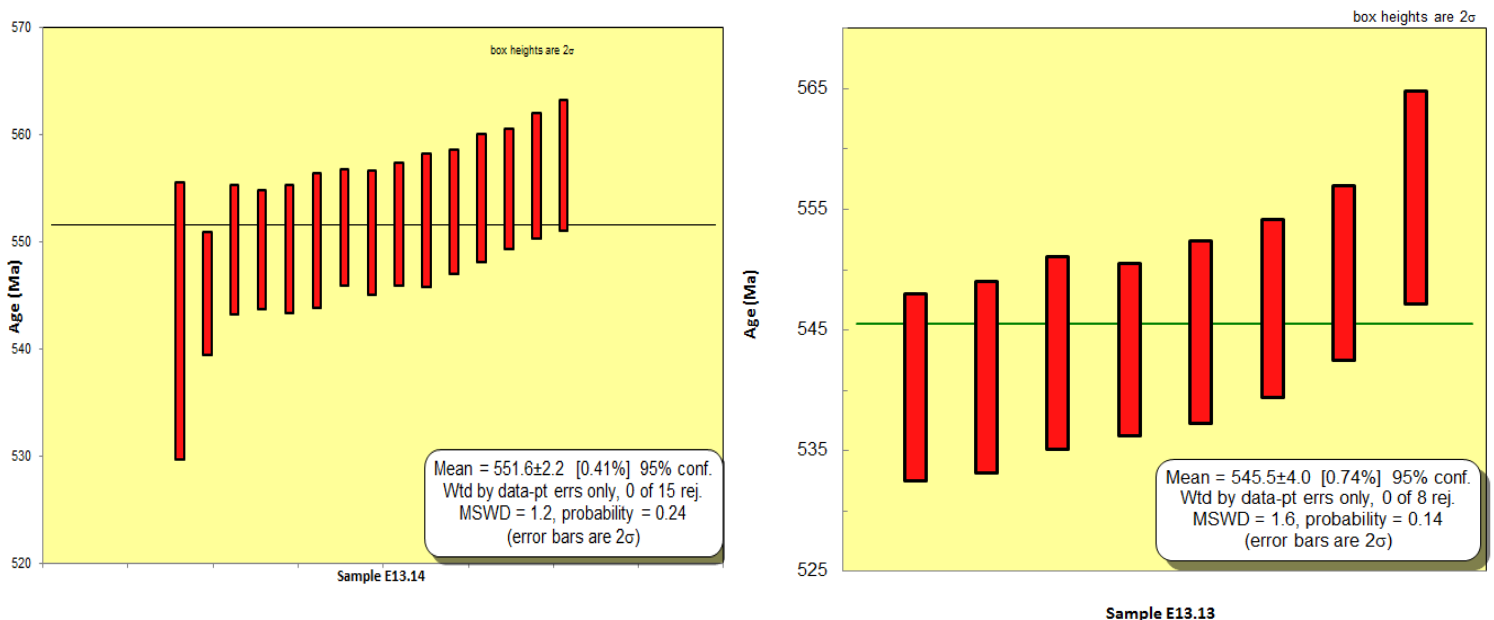 570
560
550
540
530
520
Age (Ma)
box heights are 2σ
Mean = 551.6±2.2 [0.41%] 95% conf.
Wtd by data-pt errs only, 0 of 15 rej.
MSWD = 1.2, probability = 0.24
(error bars are 2σ)
Sample E13.14
box heights are 2σ
565
555
545
535
525
Age (Ma)
Mean = 545.5±4.0 [0.74%] 95% conf.
Wtd by data-pt errs only, 0 of 8 rej.
MSWD = 1.6, probability = 0.14
(error bars are 2σ)
Sample E13.13